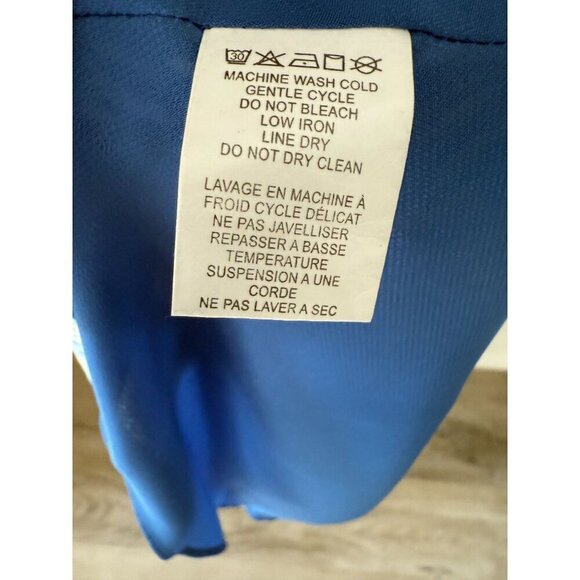 30
MACHINE WASH COLD
GENTLE CYCLE
DO NOT BLEACH
LOW IRON
LINE DRY
DO NOT DRY CLEAN
LAVAGE EN MACHINE À
FROID CYCLE DÉLICAT
NE PAS JAVELLISER
REPASSER A BASSE
TEMPERATURE
SUSPENSION A UNE
CORDE
NE PAS LAVER A SEC